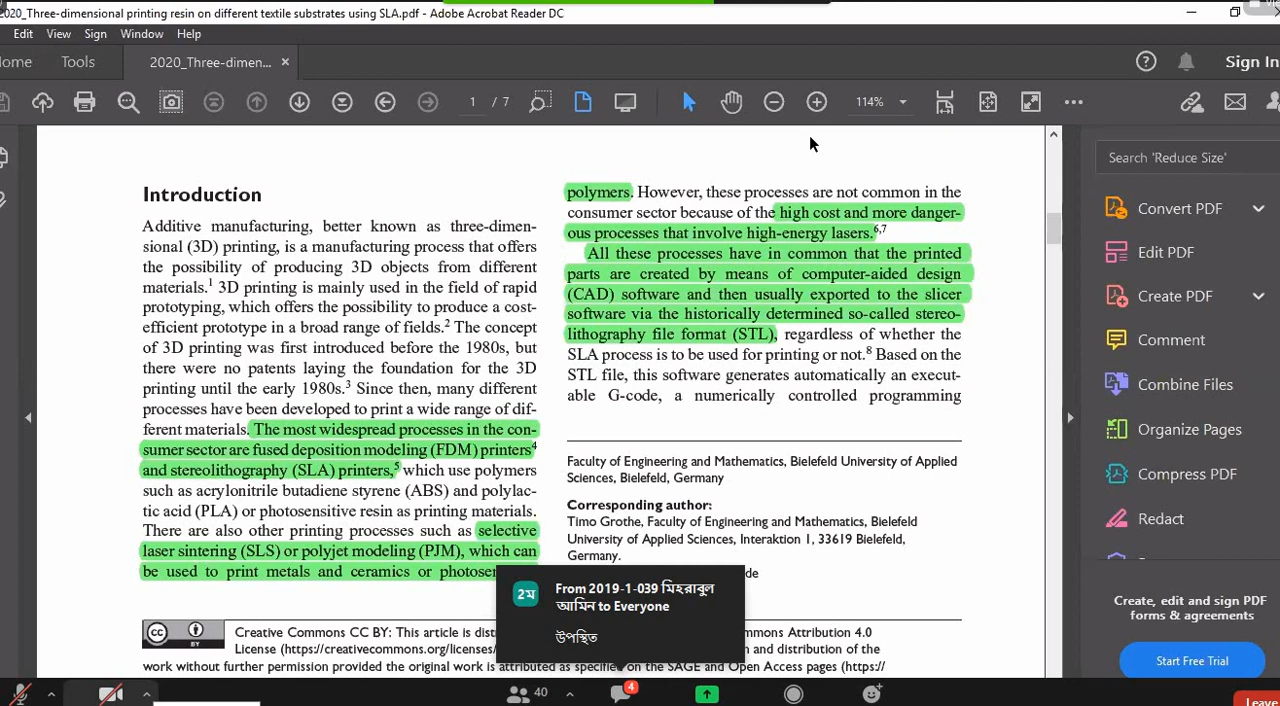 2020_Three-dimensional printing resin on different textile substrates using SLA.pdf - Adobe Acrobat Reader DC
Edit View Sign Window Help
ome Tools 2020_Three-dimen... × Sign In
1 / 7 114%
Introduction
Additive manufacturing, better known as three-dimen-
sional (3D) printing, is a manufacturing process that offers
the possibility of producing 3D objects from different
materials.1 3D printing is mainly used in the field of rapid
prototyping, which offers the possibility to produce a cost-
efficient prototype in a broad range of fields.2 The concept
of 3D printing was first introduced before the 1980s, but
there were no patents laying the foundation for the 3D
printing until the early 1980s.3 Since then, many different
processes have been developed to print a wide range of dif-
ferent materials. The most widespread processes in the con-
sumer sector are fused deposition modeling (FDM) printers4
and stereolithography (SLA) printers,5 which use polymers
such as acrylonitrile butadiene styrene (ABS) and polylac-
tic acid (PLA) or photosensitive resin as printing materials.
There are also other printing processes such as selective
laser sintering (SLS) or polyjet modeling (PJM), which can
be used to print metals and ceramics or photosen
polymers. However, these processes are not common in the
consumer sector because of the high cost and more danger-
ous processes that involve high-energy lasers.6,7
All these processes have in common that the printed
parts are created by means of computer-aided design
(CAD) software and then usually exported to the slicer
software via the historically determined so-called stereo-
lithography file format (STL), regardless of whether the
SLA process is to be used for printing or not.8 Based on the
STL file, this software generates automatically an execut-
able G-code, a numerically controlled programming
Faculty of Engineering and Mathematics, Bielefeld University of Applied
Sciences, Bielefeld, Germany
Corresponding author:
Timo Grothe, Faculty of Engineering and Mathematics, Bielefeld
University of Applied Sciences, Interaktion 1, 33619 Bielefeld,
Germany.
de
2ম From 2019-1-039 মিহরাবুল
আমিন to Everyone
উপস্থিত
CC BY Creative Commons CC BY: This article is dist mmons Attribution 4.0
License (https://creativecommons.org/licenses/ n and distribution of the
work without further permission provided the original work is attributed as specified on the SAGE and Open Access pages (https://
Search 'Reduce Size'
Convert PDF
Edit PDF
Create PDF
Comment
Combine Files
Organize Pages
Compress PDF
Redact
Create, edit and sign PDF
forms & agreements
Start Free Trial
40 4
Leave